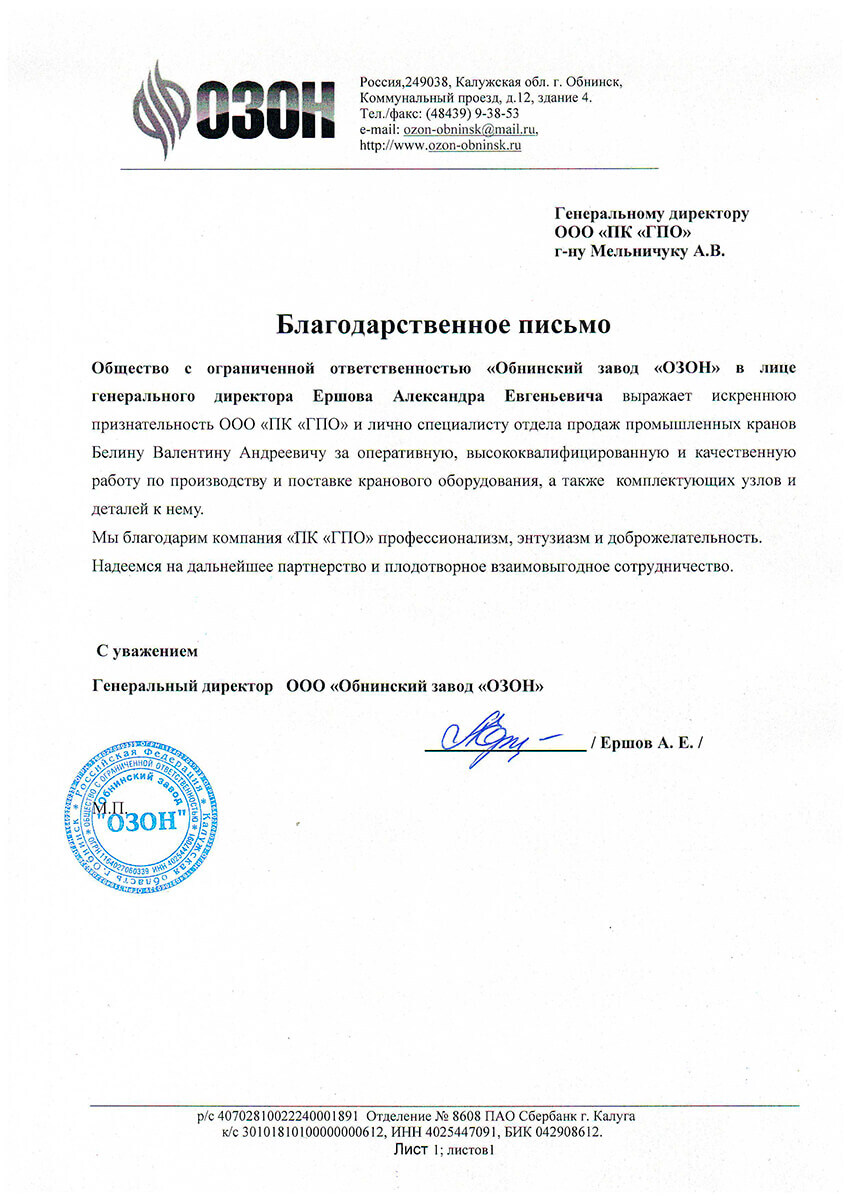 ОЗОН
Россия,249038, Калужская обл. г. Обнинск,
Коммунальный проезд, д.12, здание 4.
Тел./факс: (48439) 9-38-53
e-mail: ozon-obninsk@mail.ru,
http://www.ozon-obninsk.ru
Генеральному директору
ООО «ПК «ГПО»
г-ну Мельничуку А.В.
Благодарственное письмо
Общество с ограниченной ответственностью «Обнинский завод «ОЗОН» в лице
генерального директора Ершова Александра Евгеньевича выражает искреннюю
признательность ООО «ПК «ГПО» и лично специалисту отдела продаж промышленных кранов
Белину Валентину Андреевичу за оперативную, высококвалифицированную и качественную
работу по производству и поставке кранового оборудования, а также комплектующих узлов и
деталей к нему.
Мы благодарим компания «ПК «ГПО» профессионализм, энтузиазм и доброжелательность.
Надеемся на дальнейшее партнерство и плодотворное взаимовыгодное сотрудничество.
С уважением
Генеральный директор ООО «Обнинский завод «ОЗОН»
/ Ершов А. Е. /
М.П.
* Российская Федерация * Калужская область г. Обнинск
* ОБЩЕСТВО С ОГРАНИЧЕННОЙ ОТВЕТСТВЕННОСТЬЮ *
ОГРН 1164027060339 ИНН 4025447091
Обнинский завод
"ОЗОН"
р/с 40702810022240001891 Отделение № 8608 ПАО Сбербанк г. Калуга
к/с 30101810100000000612, ИНН 4025447091, БИК 042908612.
Лист 1; листов1